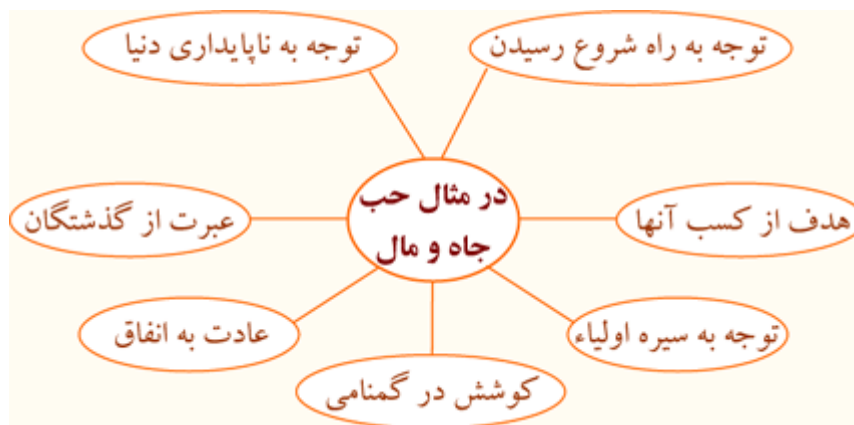 توجه به راه شروع رسیدن
توجه به ناپایداری دنیا
در مثال حب
جاه و مال
هدف از کسب آنها
عبرت از گذشتگان
توجه به سیره اولیاء
عادت به انفاق
کوشش در گمنامی